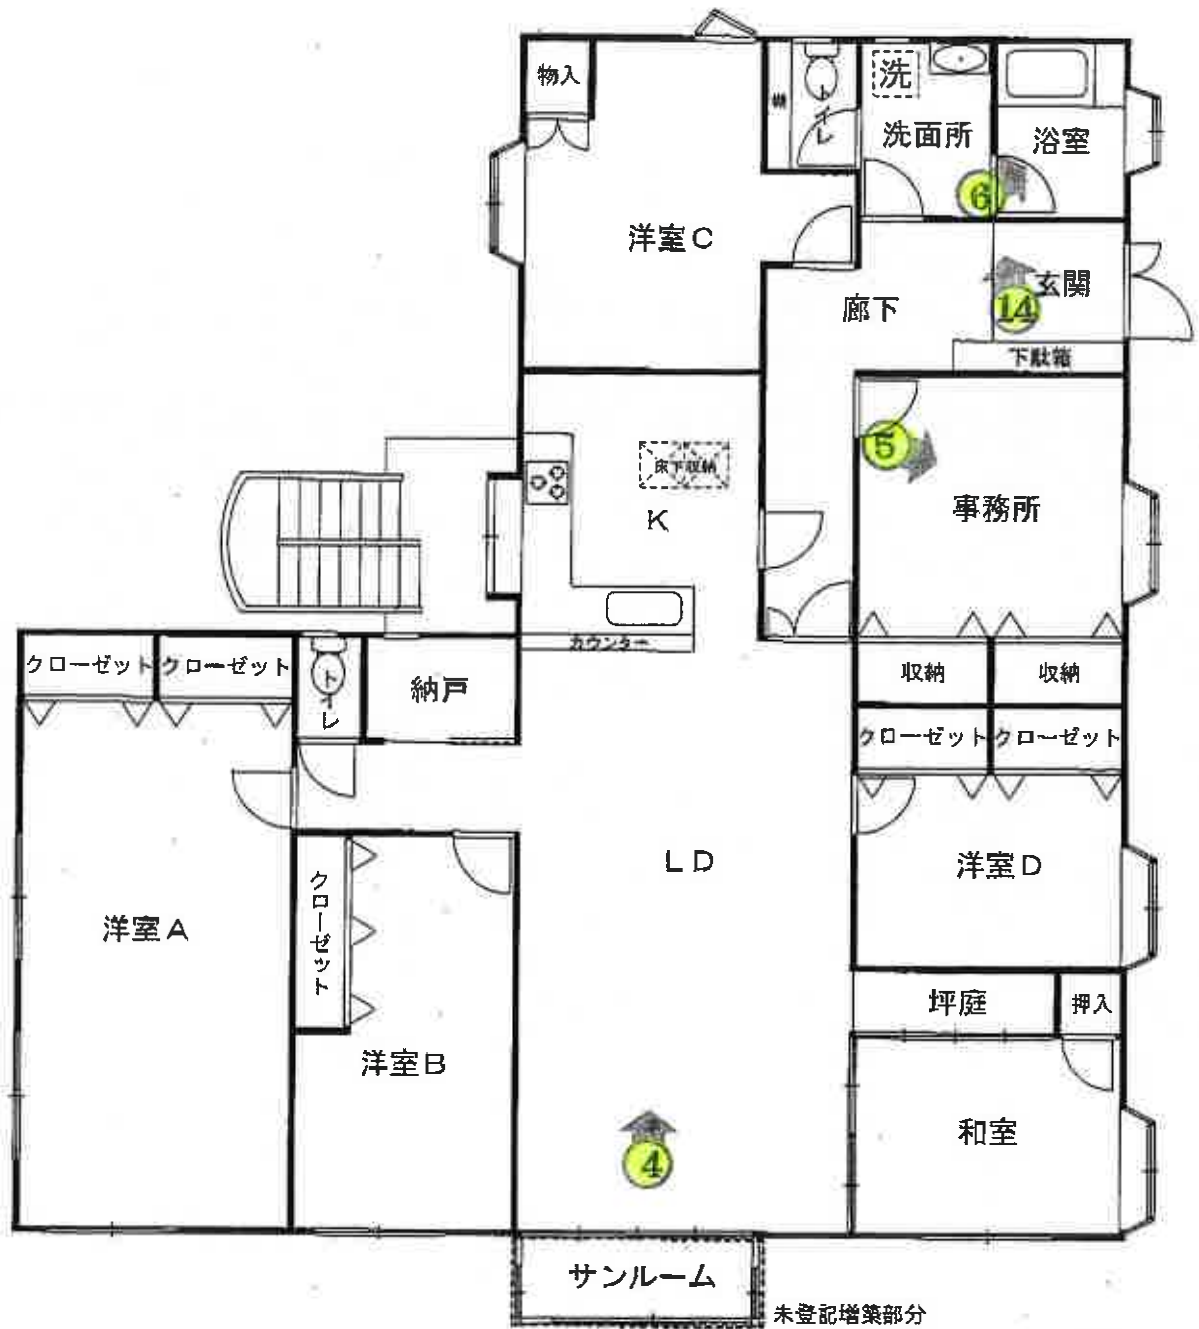 物入
棚
トイレ
洗
洗面所
浴室
6
洋室C
廊下
玄関
14
下駄箱
5
床下収納
K
事務所
カウンター
クローゼット
クローゼット
トイレ
納戸
収納
収納
クローゼット
クローゼット
洋室A
クローゼット
洋室B
LD
洋室D
坪庭
押入
和室
4
サンルーム
未登記増築部分